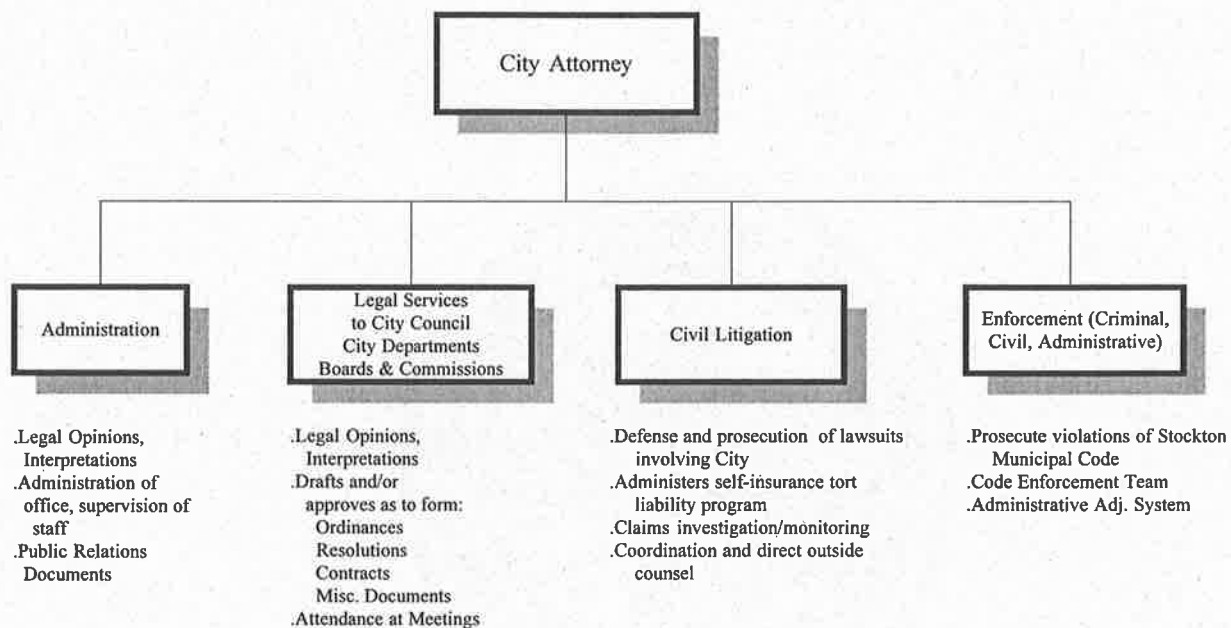 City Attorney
Administration
Legal Services
to City Council
City Departments
Boards & Commissions
Civil Litigation
Enforcement (Criminal,
Civil, Administrative)
.Legal Opinions,
Interpretations
.Administration of
office, supervision of
staff
.Public Relations
Documents
.Legal Opinions,
Interpretations
.Drafts and/or
approves as to form:
Ordinances
Resolutions
Contracts
Misc. Documents
.Attendance at Meetings
.Defense and prosecution of lawsuits
involving City
.Administers self-insurance tort
liability program
.Claims investigation/monitoring
.Coordination and direct outside
counsel
.Prosecute violations of Stockton
Municipal Code
.Code Enforcement Team
.Administrative Adj. System